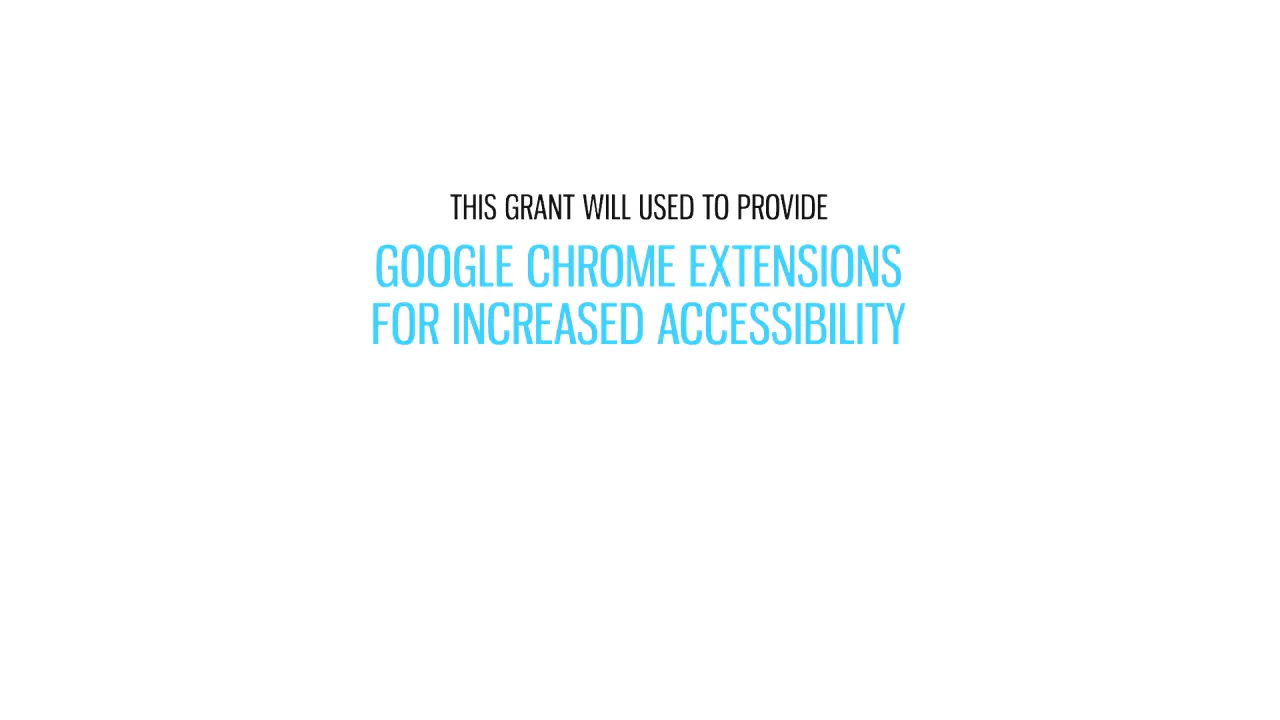 THIS GRANT WILL USED TO PROVIDE
GOOGLE CHROME EXTENSIONS
FOR INCREASED ACCESSIBILITY